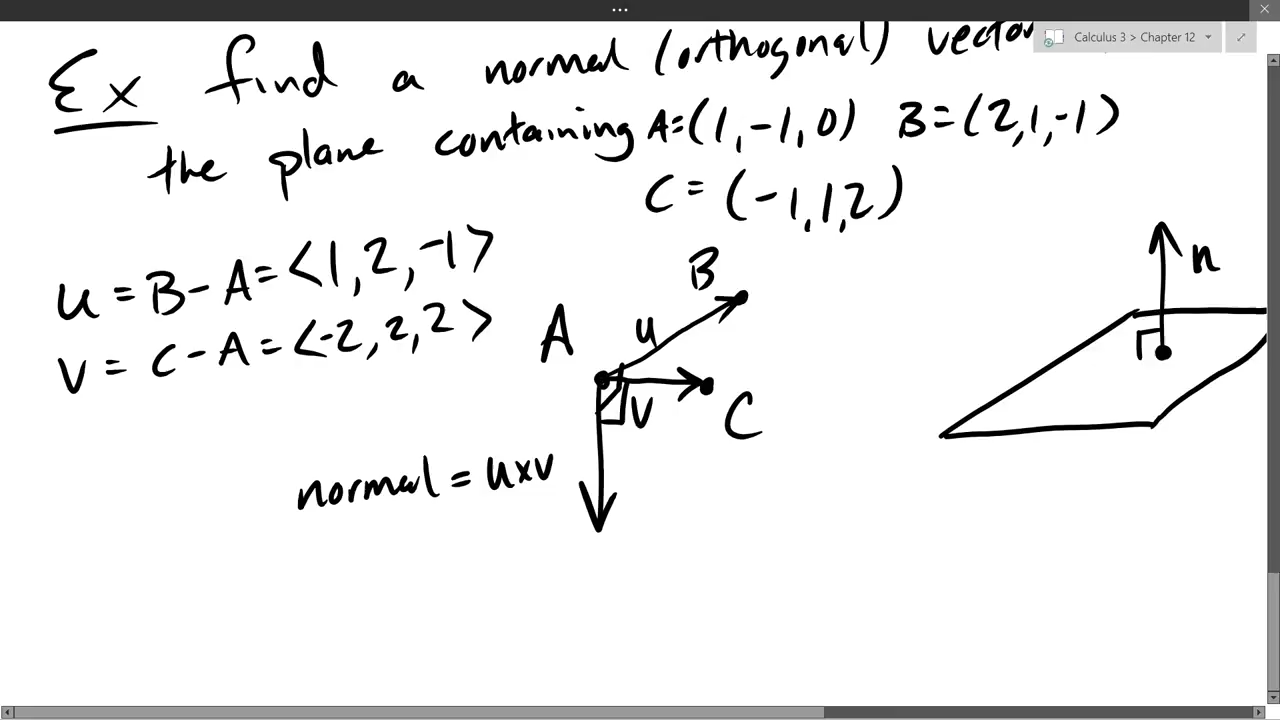 Calculus 3 > Chapter 12
Ex find a normal (orthogonal) vector
the plane containing A=(1,-1,0) B=(2,1,-1)
C=(-1,1,2)
u=B-A=<1,2,-1>
v=C-A=<-2,2,2>
A
u
B
v
C
n
normal=uxv